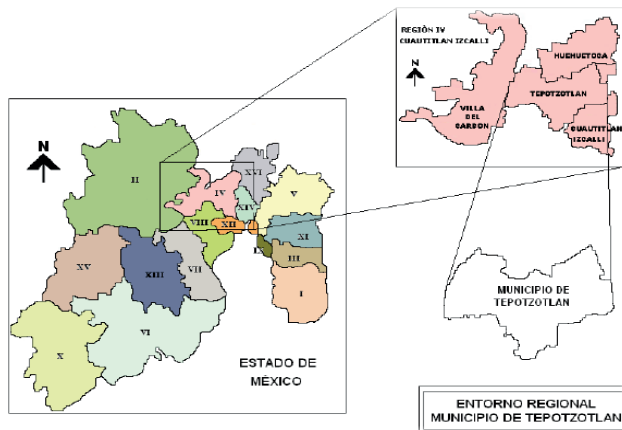 REGIÓN IV
CUAUTITLAN IZCALLI
N
HUEHUETOCA
TEPOTZOTLAN
VILLA
DEL
CARBON
CUAUTITLAN
IZCALLI
N
II
XVI
IV
V
XIV
VIII
XII
XI
III
XV
XIII
VII
I
VI
X
ESTADO DE
MÉXICO
MUNICIPIO DE
TEPOTZOTLAN
ENTORNO REGIONAL
MUNICIPIO DE TEPOTZOTLAN